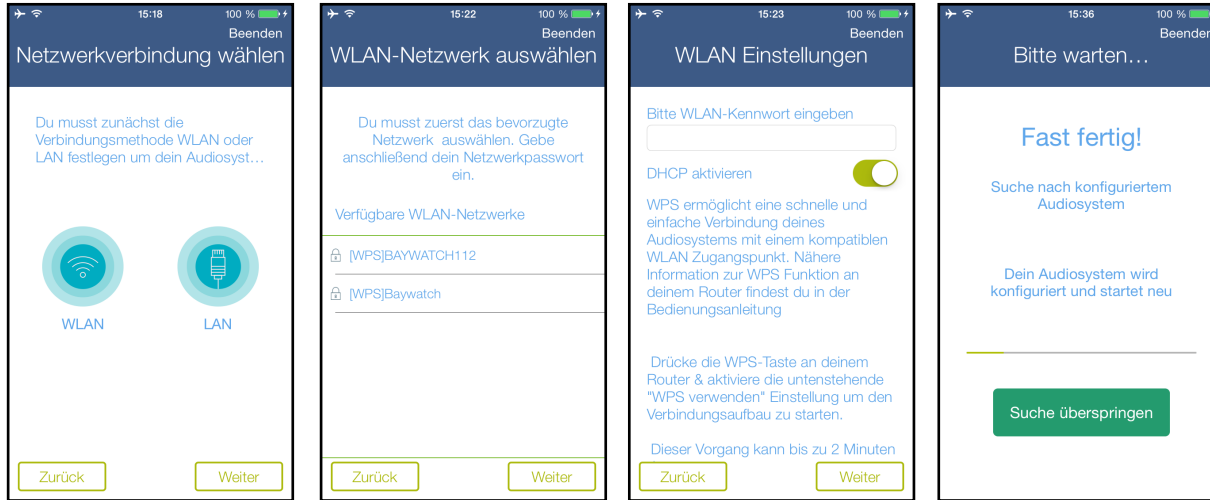 15:18
100 %
Beenden
Netzwerkverbindung wählen
Du musst zunächst die
Verbindungsmethode WLAN oder
LAN festlegen um dein Audiosyst…
WLAN
LAN
Zurück
Weiter
15:22
100 %
Beenden
WLAN-Netzwerk auswählen
Du musst zuerst das bevorzugte
Netzwerk auswählen. Gebe
anschließend dein Netzwerkpasswort
ein.
Verfügbare WLAN-Netzwerke
[WPS]BAYWATCH112
[WPS]Baywatch
Zurück
Weiter
15:23
100 %
Beenden
WLAN Einstellungen
Bitte WLAN-Kennwort eingeben
DHCP aktivieren
WPS ermöglicht eine schnelle und
einfache Verbindung deines
Audiosystems mit einem kompatiblen
WLAN Zugangspunkt. Nähere
Information zur WPS Funktion an
deinem Router findest du in der
Bedienungsanleitung
Drücke die WPS-Taste an deinem
Router & aktiviere die untenstehende
"WPS verwenden" Einstellung um den
Verbindungsaufbau zu starten.
Dieser Vorgang kann bis zu 2 Minuten
Zurück
Weiter
15:36
100 %
Beenden
Bitte warten…
Fast fertig!
Suche nach konfiguriertem
Audiosystem
Dein Audiosystem wird
konfiguriert und startet neu
Suche überspringen